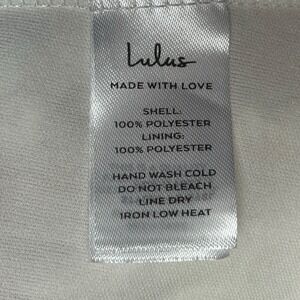 Lulus
MADE WITH LOVE
SHELL:
100% POLYESTER
LINING:
100% POLYESTER
HAND WASH COLD
DO NOT BLEACH
LINE DRY
IRON LOW HEAT